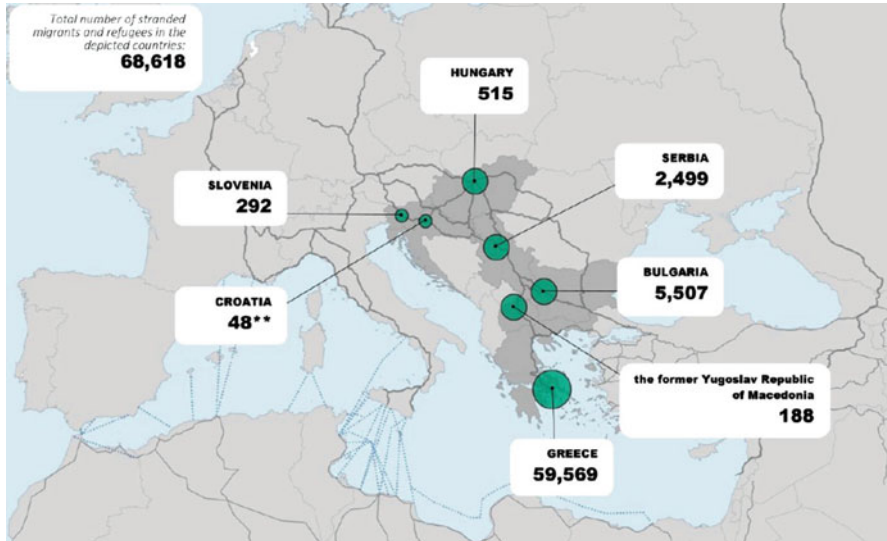 Total number of stranded
migrants and refugees in the
depicted countries:
68,618
HUNGARY
515
SERBIA
2,499
SLOVENIA
292
BULGARIA
5,507
CROATIA
48**
the former Yugoslav Republic
of Macedonia
188
GREECE
59,569